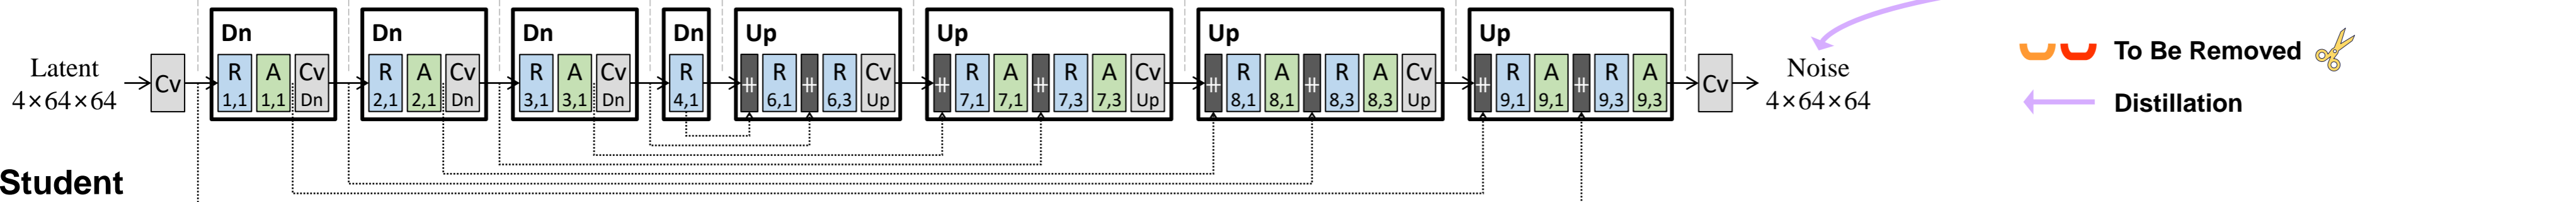 Dn Dn Dn Dn Up Up Up Up
To Be Removed
Latent
4×64×64
Cv
R A Cv R A Cv R A Cv R ⧺ R ⧺ R Cv ⧺ R A ⧺ R A Cv ⧺ R A ⧺ R A Cv ⧺ R A ⧺ R A
1,1 1,1 Dn 2,1 2,1 Dn 3,1 3,1 Dn 4,1 6,1 6,3 Up 7,1 7,1 7,3 7,3 Up 8,1 8,1 8,3 8,3 Up 9,1 9,1 9,3 9,3
Cv
Noise
4×64×64
Distillation
Student